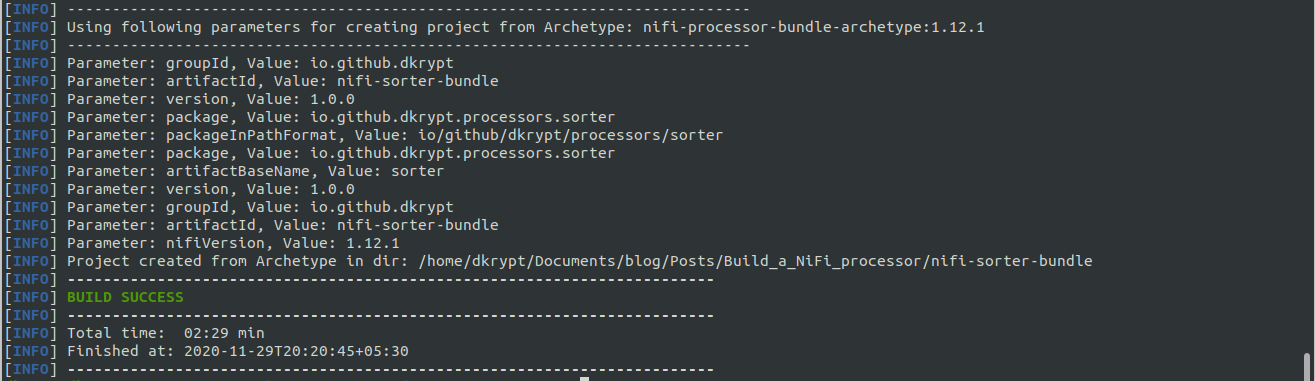 [INFO] ----------------------------------------------------------------------------
[INFO] Using following parameters for creating project from Archetype: nifi-processor-bundle-archetype:1.12.1
[INFO] ----------------------------------------------------------------------------
[INFO] Parameter: groupId, Value: io.github.dkrypt
[INFO] Parameter: artifactId, Value: nifi-sorter-bundle
[INFO] Parameter: version, Value: 1.0.0
[INFO] Parameter: package, Value: io.github.dkrypt.processors.sorter
[INFO] Parameter: packageInPathFormat, Value: io/github/dkrypt/processors/sorter
[INFO] Parameter: package, Value: io.github.dkrypt.processors.sorter
[INFO] Parameter: artifactBaseName, Value: sorter
[INFO] Parameter: version, Value: 1.0.0
[INFO] Parameter: groupId, Value: io.github.dkrypt
[INFO] Parameter: artifactId, Value: nifi-sorter-bundle
[INFO] Parameter: nifiVersion, Value: 1.12.1
[INFO] Project created from Archetype in dir: /home/dkrypt/Documents/blog/Posts/Build_a_NiFi_processor/nifi-sorter-bundle
[INFO] ------------------------------------------------------------------------
[INFO] BUILD SUCCESS
[INFO] ------------------------------------------------------------------------
[INFO] Total time:  02:29 min
[INFO] Finished at: 2020-11-29T20:20:45+05:30
[INFO] ------------------------------------------------------------------------